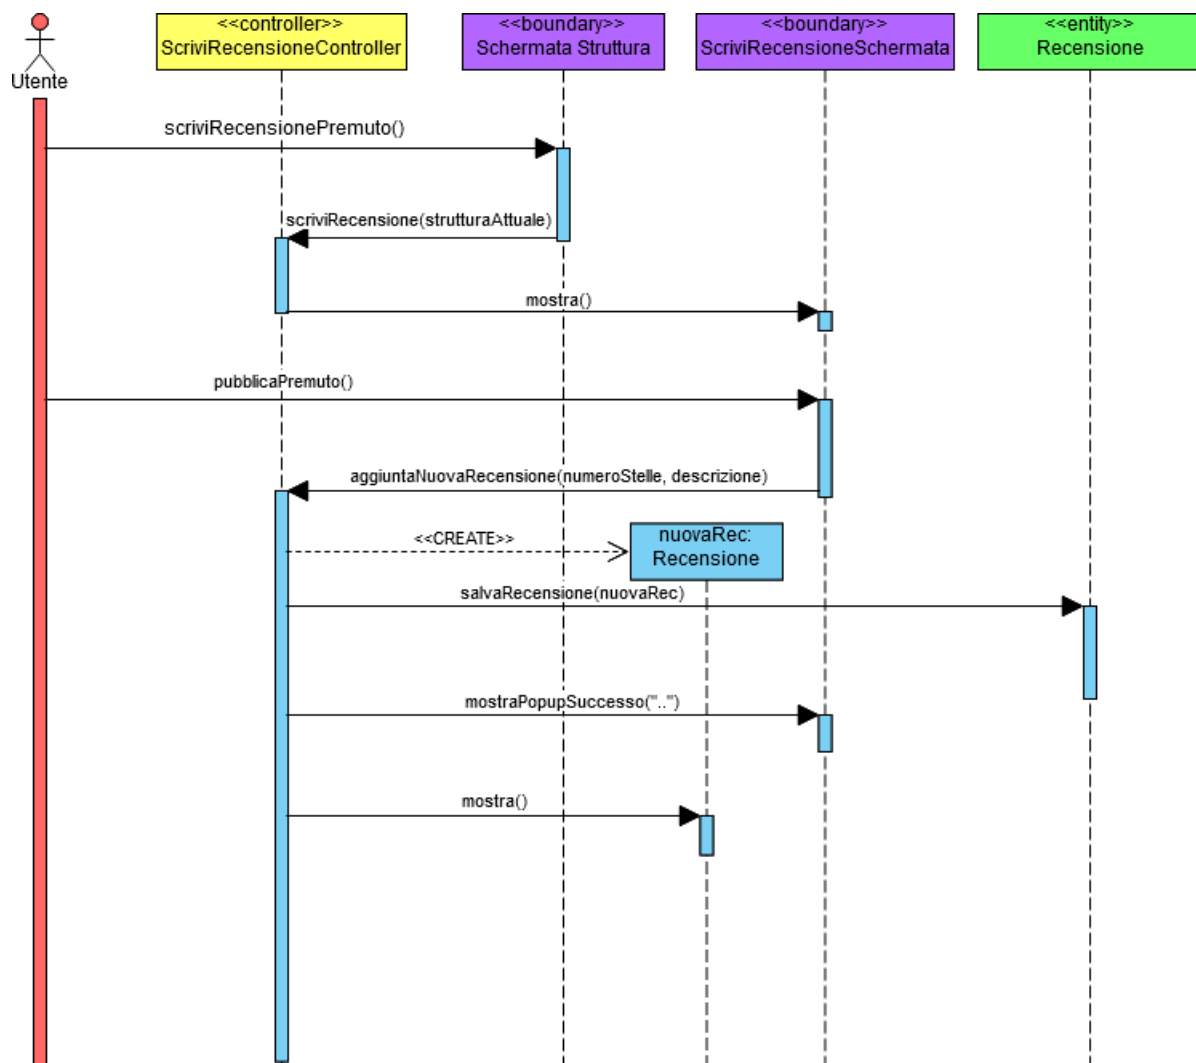 <<controller>>
ScriviRecensioneController
<<boundary>>
Schermata Struttura
<<boundary>>
ScriviRecensioneSchermata
<<entity>>
Recensione
Utente
scriviRecensionePremuto()
scriviRecensione(strutturaAttuale)
mostra()
pubblicaPremuto()
aggiuntaNuovaRecensione(numeroStelle, descrizione)
<<CREATE>>
nuovaRec:
Recensione
salvaRecensione(nuovaRec)
mostraPopupSuccesso("..")
mostra()